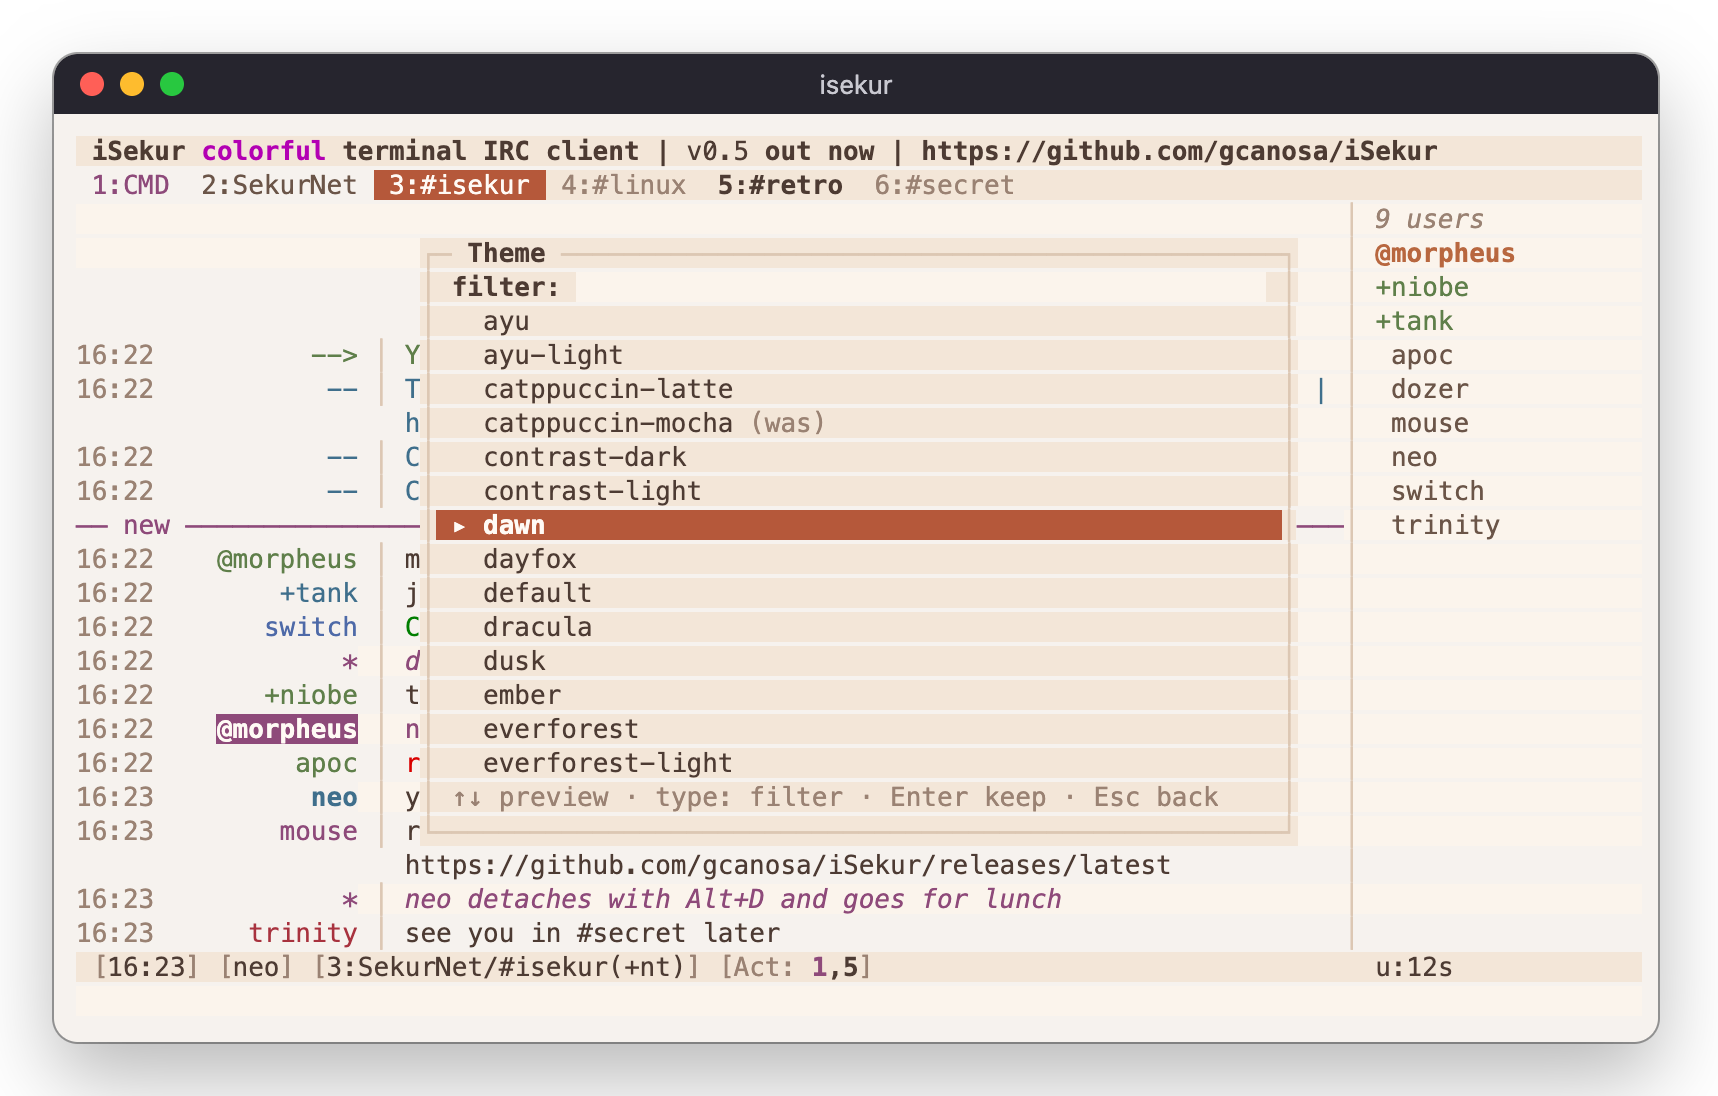 isekur
iSekur colorful terminal IRC client | v0.5 out now | https://github.com/gcanosa/iSekur
1:CMD 2:SekurNet 3:#isekur 4:#linux 5:#retro 6:#secret
9 users
@morpheus
+niobe
+tank
apoc
dozer
mouse
neo
switch
trinity
Theme
filter:
ayu
ayu-light
catppuccin-latte
catppuccin-mocha (was)
contrast-dark
contrast-light
▸ dawn
dayfox
default
dracula
dusk
ember
everforest
everforest-light
↑↓ preview · type: filter · Enter keep · Esc back
16:22 --> Y
16:22 -- T |
h
16:22 -- C
16:22 -- C
new
16:22 @morpheus m
16:22 +tank j
16:22 switch C
16:22 * d
16:22 +niobe t
16:22 @morpheus n
16:22 apoc r
16:23 neo y
16:23 mouse r
https://github.com/gcanosa/iSekur/releases/latest
16:23 * neo detaches with Alt+D and goes for lunch
16:23 trinity see you in #secret later
[16:23] [neo] [3:SekurNet/#isekur(+nt)] [Act: 1,5] u:12s